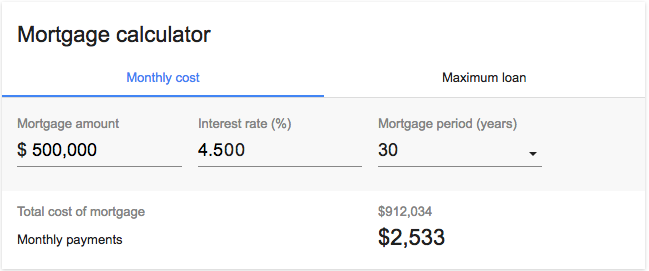 Mortgage calculator
Monthly cost Maximum loan
Mortgage amount Interest rate (%) Mortgage period (years)
$ 500,000 4.500 30
Total cost of mortgage $912,034
Monthly payments $2,533